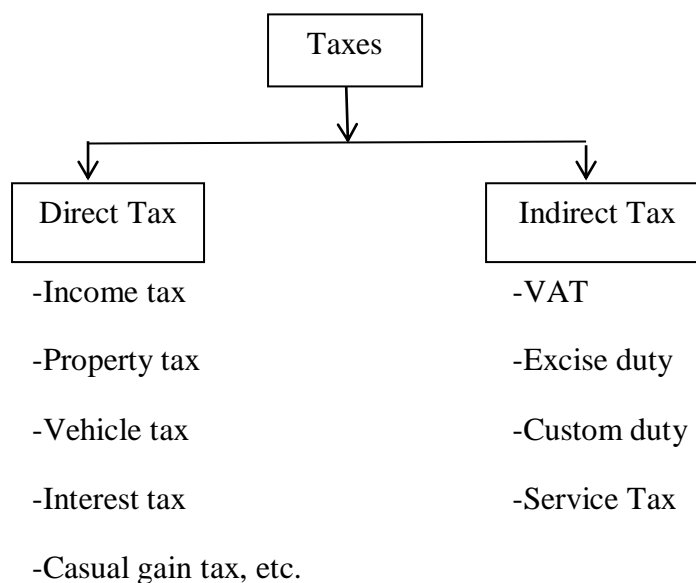 Taxes
Direct Tax
Indirect Tax
-Income tax
-VAT
-Property tax
-Excise duty
-Vehicle tax
-Custom duty
-Interest tax
-Service Tax
-Casual gain tax, etc.